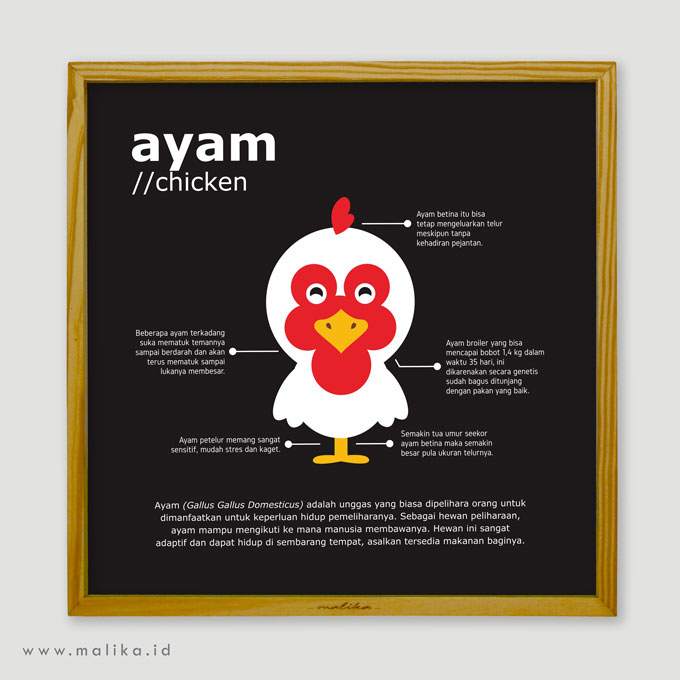 ayam
//chicken
Ayam betina itu bisa
tetap mengeluarkan telur
meskipun tanpa
kehadiran pejantan.
Beberapa ayam terkadang
suka mematuk temannya
sampai berdarah dan akan
terus mematuk sampai
lukanya membesar.
Ayam broiler yang bisa
mencapai bobot 1,4 kg dalam
waktu 35 hari, ini
dikarenakan secara genetis
sudah bagus ditunjang
dengan pakan yang baik.
Ayam petelur memang sangat
sensitif, mudah stres dan kaget.
Semakin tua umur seekor
ayam betina maka semakin
besar pula ukuran telurnya.
Ayam (Gallus Gallus Domesticus) adalah unggas yang biasa dipelihara orang untuk
dimanfaatkan untuk keperluan hidup pemeliharanya. Sebagai hewan peliharaan,
ayam mampu mengikuti ke mana manusia membawanya. Hewan ini sangat
adaptif dan dapat hidup di sembarang tempat, asalkan tersedia makanan baginya.
malika
www.malika.id